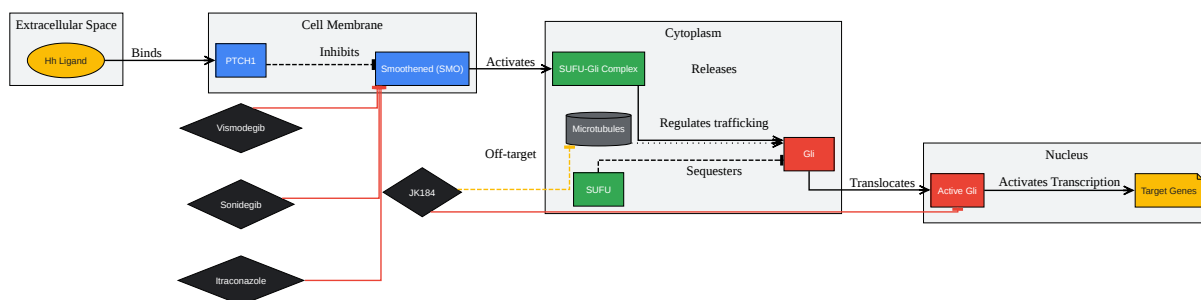 Extracellular Space
Hh Ligand
Binds
Cell Membrane
PTCH1
Inhibits
Smoothened (SMO)
Activates
Cytoplasm
SUFU-Gli Complex
Releases
Microtubules
Regulates trafficking
Gli
Sequesters
SUFU
Off-target
JK184
Vismodegib
Sonidegib
Itraconazole
Translocates
Nucleus
Active Gli
Activates Transcription
Target Genes